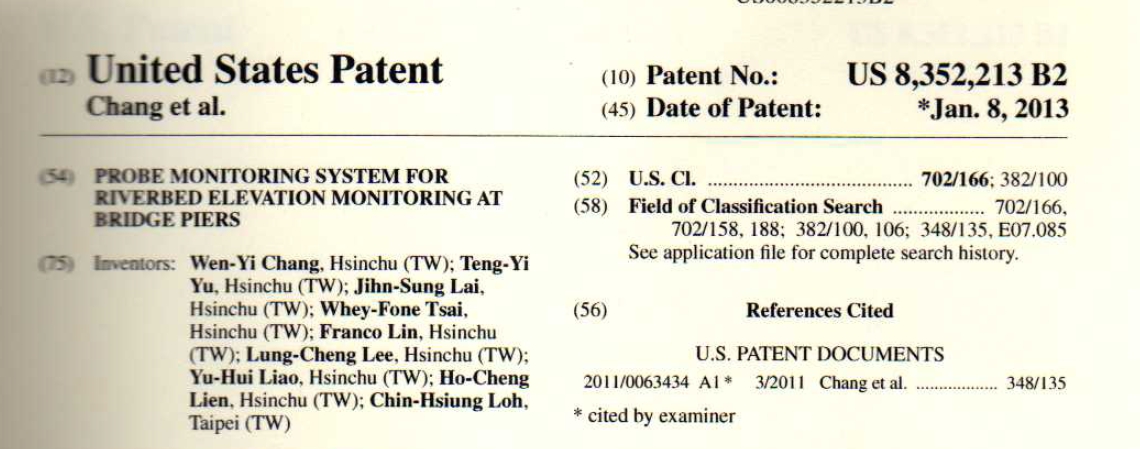 (12) United States Patent
Chang et al.
(10) Patent No.: US 8,352,213 B2
(45) Date of Patent: *Jan. 8, 2013
(54) PROBE MONITORING SYSTEM FOR
RIVERBED ELEVATION MONITORING AT
BRIDGE PIERS
(75) Inventors: Wen-Yi Chang, Hsinchu (TW); Teng-Yi
Yu, Hsinchu (TW); Jihn-Sung Lai,
Hsinchu (TW); Whey-Fone Tsai,
Hsinchu (TW); Franco Lin, Hsinchu
(TW); Lung-Cheng Lee, Hsinchu (TW);
Yu-Hui Liao, Hsinchu (TW); Ho-Cheng
Lien, Hsinchu (TW); Chin-Hsiung Loh,
Taipei (TW)
(52) U.S. Cl. ..................................... 702/166; 382/100
(58) Field of Classification Search ................. 702/166,
702/158, 188; 382/100, 106; 348/135, E07.085
See application file for complete search history.
(56) References Cited
U.S. PATENT DOCUMENTS
2011/0063434 A1* 3/2011 Chang et al. ................. 348/135
* cited by examiner